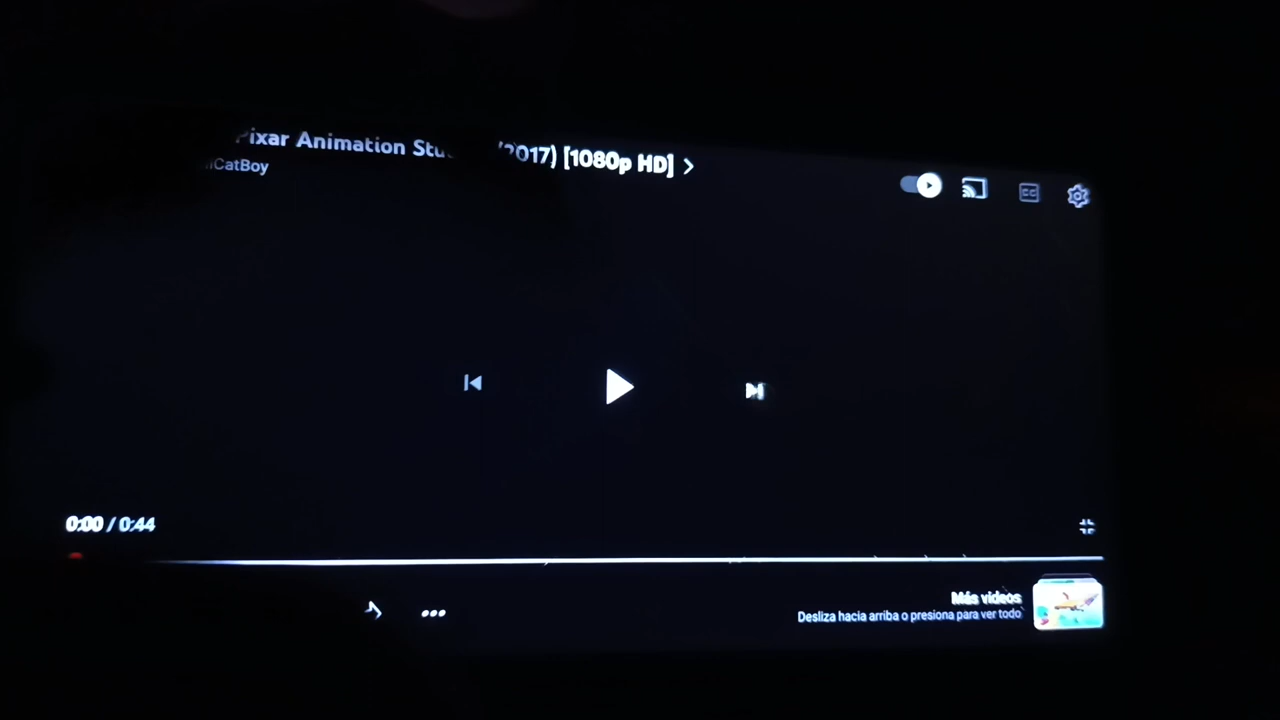 Pixar Animation (2017) [1080p HD]
CatBoy
0:00 / 0:44
Más videos
Desliza hacia arriba o presiona para ver todo